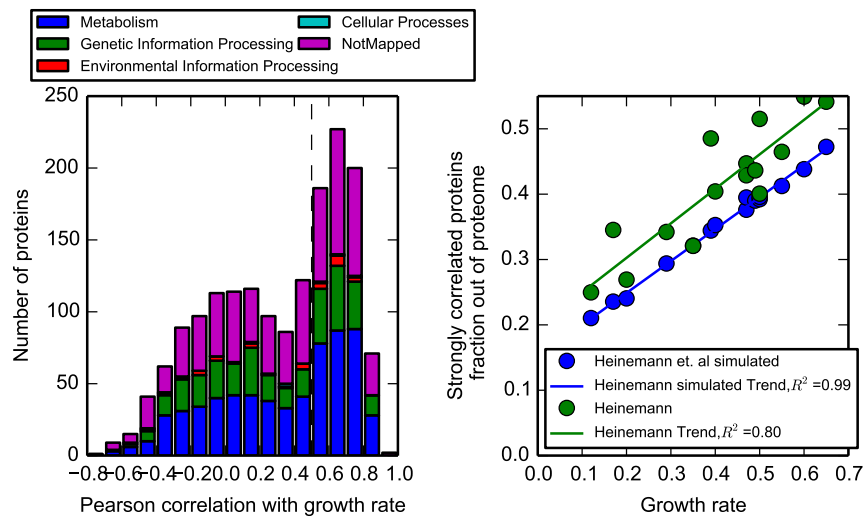 Metabolism
Genetic Information Processing
Environmental Information Processing
Cellular Processes
NotMapped
250
200
150
100
50
0
Number of proteins
−0.8 −0.6 −0.4 −0.2 0.0 0.2 0.4 0.6 0.8 1.0
Pearson correlation with growth rate
Strongly correlated proteins
fraction out of proteome
0.5
0.4
0.3
0.2
0.1
0.0
Heinemann et. al simulated
Heinemann simulated Trend,R² =0.99
Heinemann
Heinemann Trend,R² =0.80
0.0 0.1 0.2 0.3 0.4 0.5 0.6 0.7
Growth rate